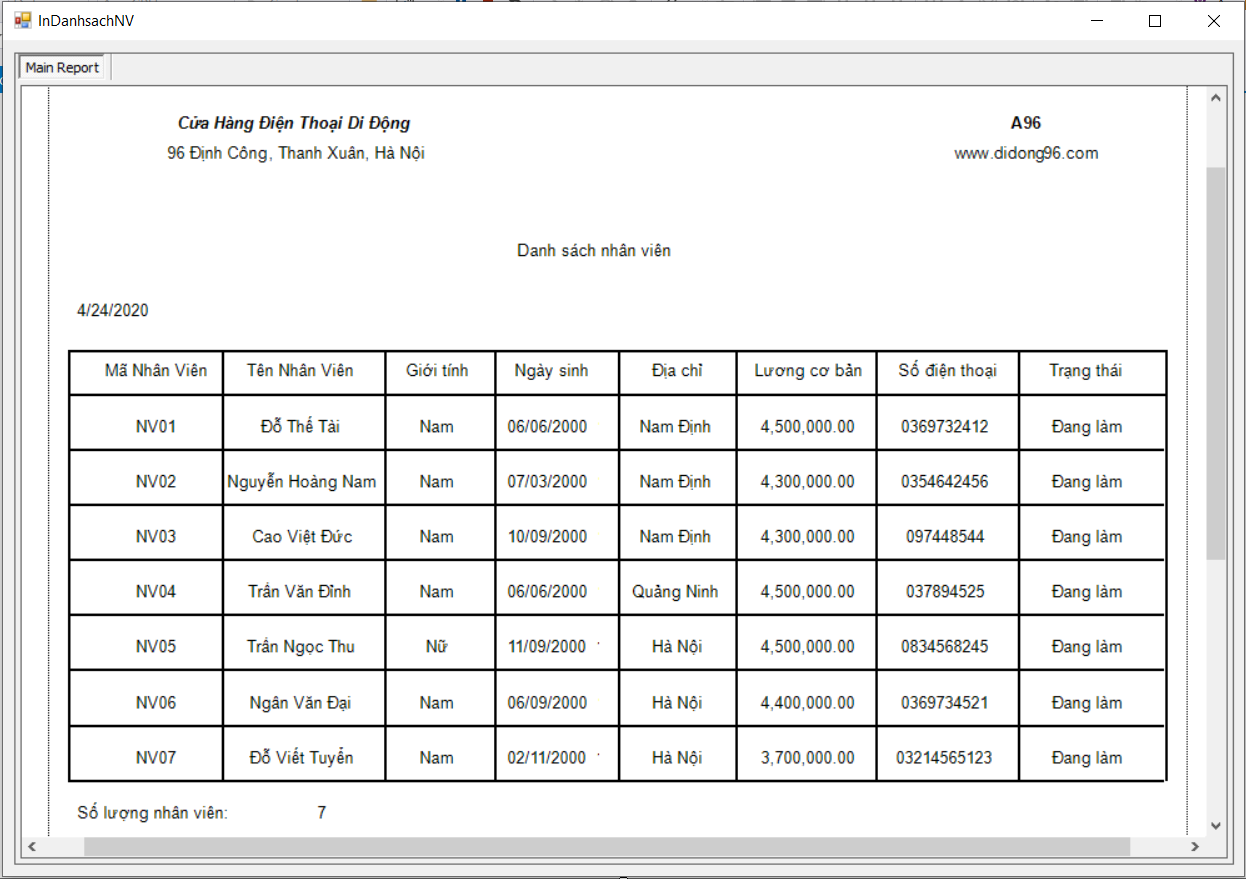 InDanhsachNV
Main Report
Cửa Hàng Điện Thoại Di Động A96
96 Định Công, Thanh Xuân, Hà Nội www.didong96.com
Danh sách nhân viên
4/24/2020
Mã Nhân Viên Tên Nhân Viên Giới tính Ngày sinh Địa chỉ Lương cơ bản Số điện thoại Trạng thái
NV01 Đỗ Thế Tài Nam 06/06/2000 Nam Định 4,500,000.00 0369732412 Đang làm
NV02 Nguyễn Hoàng Nam Nam 07/03/2000 Nam Định 4,300,000.00 0354642456 Đang làm
NV03 Cao Việt Đức Nam 10/09/2000 Nam Định 4,300,000.00 097448544 Đang làm
NV04 Trần Văn Đỉnh Nam 06/06/2000 Quảng Ninh 4,500,000.00 037894525 Đang làm
NV05 Trần Ngọc Thu Nữ 11/09/2000 Hà Nội 4,500,000.00 0834568245 Đang làm
NV06 Ngân Văn Đại Nam 06/09/2000 Hà Nội 4,400,000.00 0369734521 Đang làm
NV07 Đỗ Viết Tuyển Nam 02/11/2000 Hà Nội 3,700,000.00 03214565123 Đang làm
Số lượng nhân viên: 7